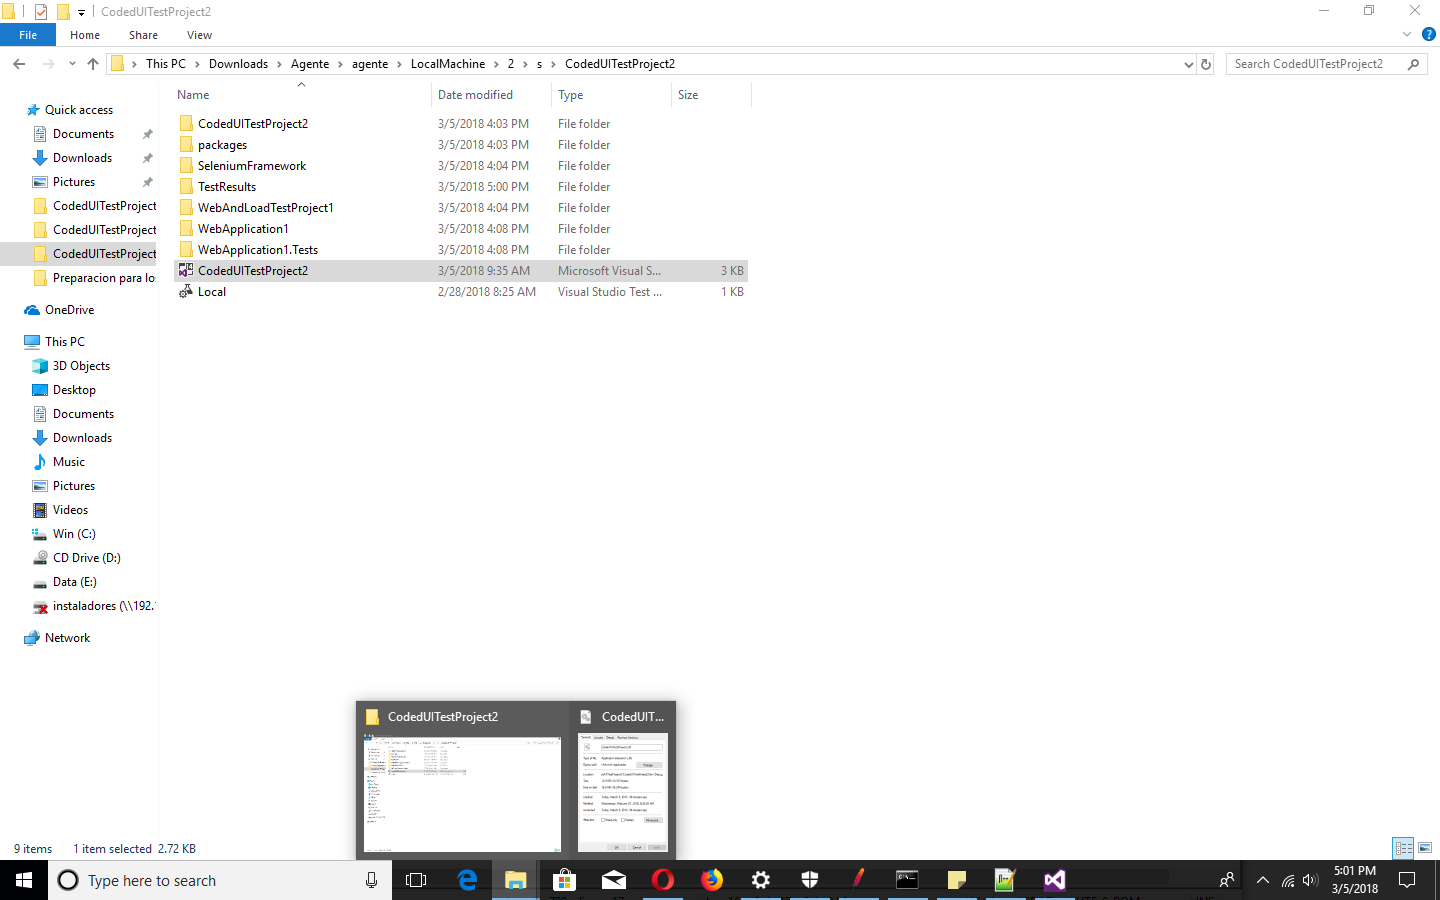 CodedUITestProject2
File Home Share View
This PC Downloads Agente agente LocalMachine 2 s CodedUITestProject2
Search CodedUITestProject2
Name Date modified Type Size
CodedUITestProject2 3/5/2018 4:03 PM File folder
packages 3/5/2018 4:03 PM File folder
SeleniumFramework 3/5/2018 4:04 PM File folder
TestResults 3/5/2018 5:00 PM File folder
WebAndLoadTestProject1 3/5/2018 4:04 PM File folder
WebApplication1 3/5/2018 4:08 PM File folder
WebApplication1.Tests 3/5/2018 4:08 PM File folder
CodedUITestProject2 3/5/2018 9:35 AM Microsoft Visual S... 3 KB
Local 2/28/2018 8:25 AM Visual Studio Test ... 1 KB
Quick access
Documents
Downloads
Pictures
CodedUITestProject
CodedUITestProject
CodedUITestProject
Preparacion para lo
OneDrive
This PC
3D Objects
Desktop
Documents
Downloads
Music
Pictures
Videos
Win (C:)
CD Drive (D:)
Data (E:)
instaladores (\\192.
Network
CodedUITestProject2
CodedUIT...
9 items 1 item selected 2.72 KB
Type here to search
5:01 PM
3/5/2018